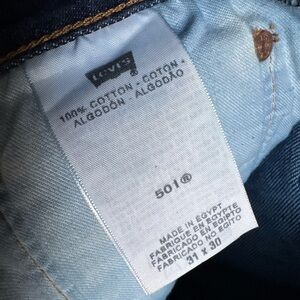 Levi's®
100% COTTON - COTON -
ALGODÓN - ALGODÃO
501®
MADE IN EGYPT
FABRIQUE EN EGYPTE
FABRICADO EN EGIPTO
FABRICADO NO EGITO
31 X 30